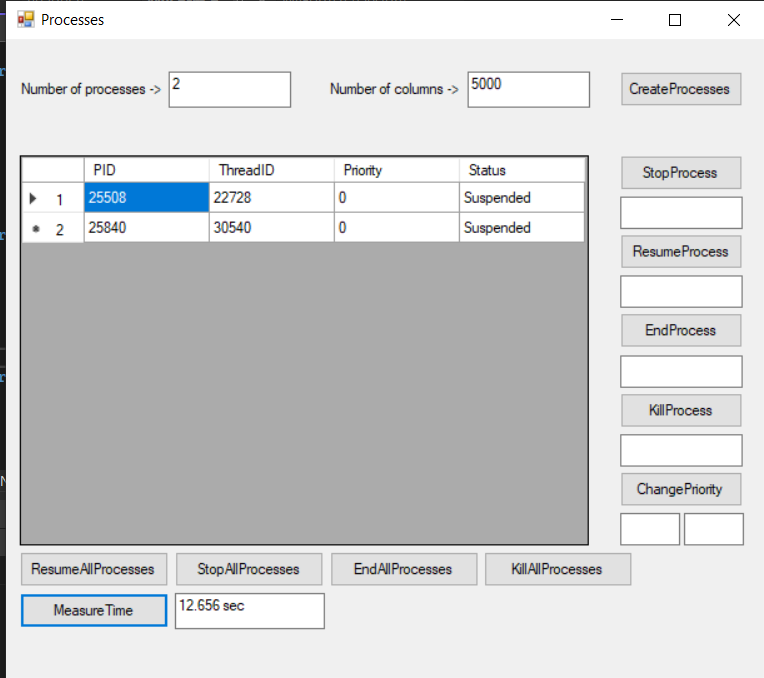 Processes
Number of processes -> 2 Number of columns -> 5000 CreateProcesses
PID ThreadID Priority Status
1 25508 22728 0 Suspended
2 25840 30540 0 Suspended
StopProcess
ResumeProcess
EndProcess
KillProcess
ChangePriority
ResumeAllProcesses StopAllProcesses EndAllProcesses KillAllProcesses
MeasureTime 12.656 sec